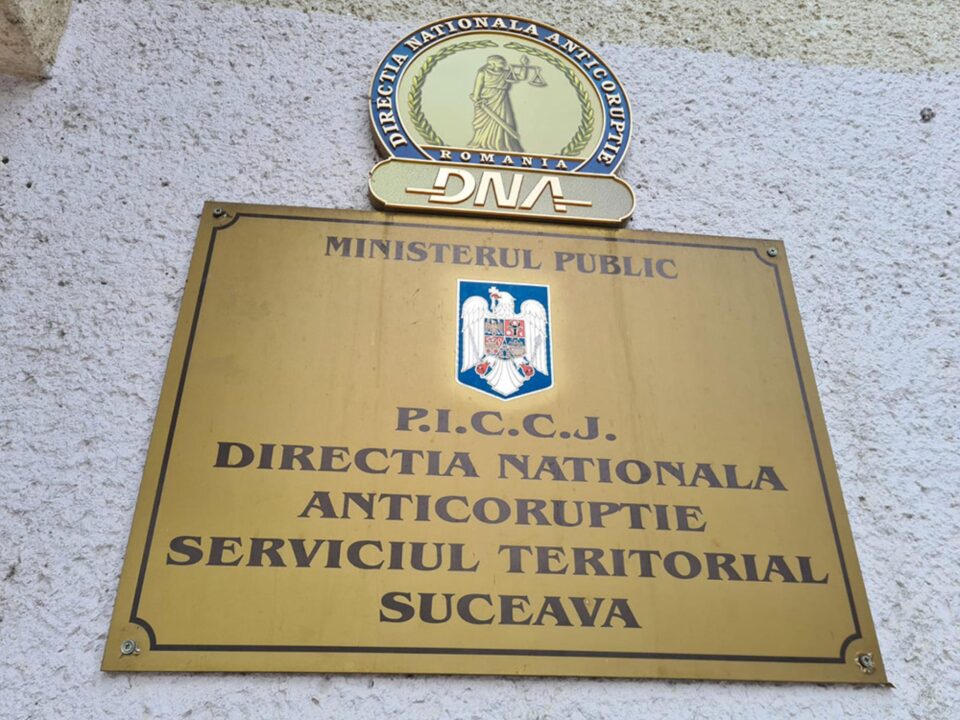 DIRECTIA NATIONALA ANTICORUPTIE
ROMANIA
DNA
MINISTERUL PUBLIC
P.I.C.C.J.
DIRECTIA NATIONALA
ANTICORUPTIE
SERVICIUL TERITORIAL
SUCEAVA